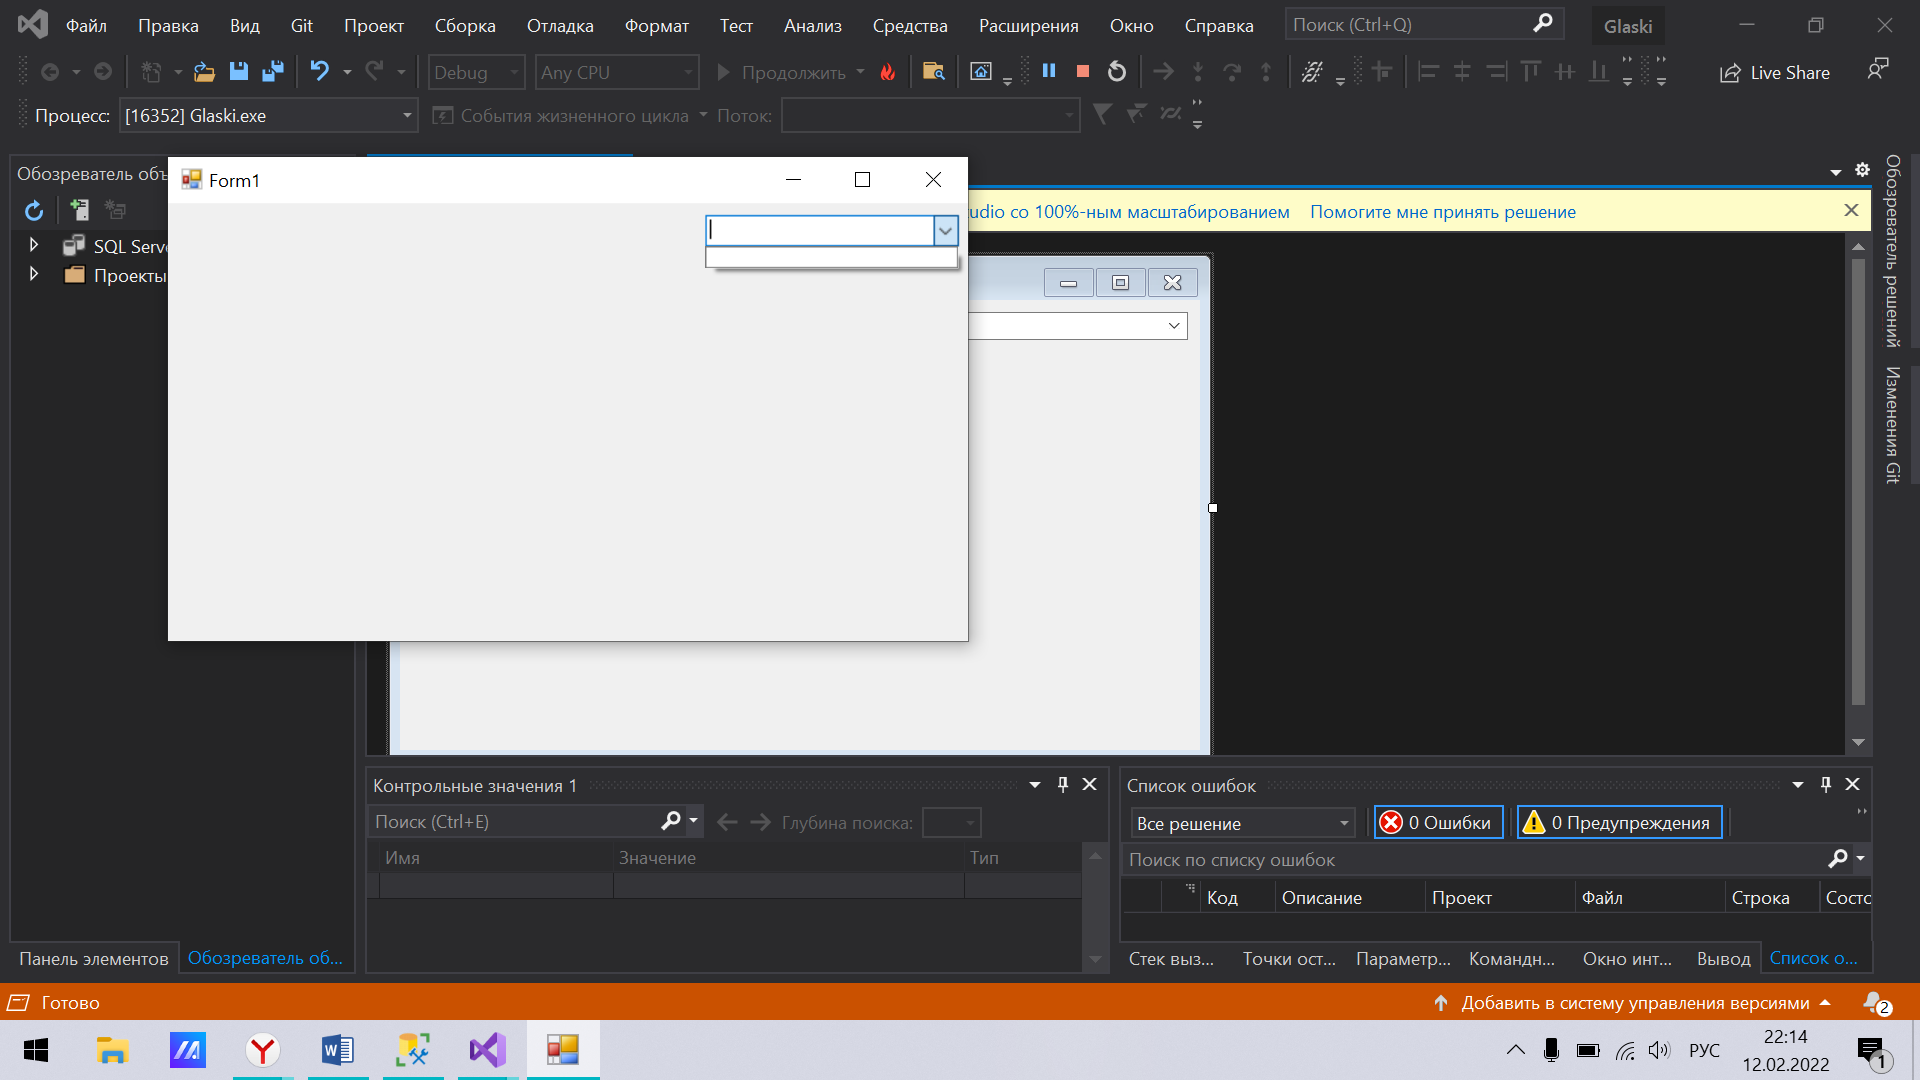 Файл Правка Вид Git Проект Сборка Отладка Формат Тест Анализ Средства Расширения Окно Справка Поиск (Ctrl+Q) Glaski
Debug Any CPU Продолжить Live Share
Процесс: [16352] Glaski.exe События жизненного цикла Поток:
Обозреватель объ
Form1
udio со 100%-ным масштабированием Помогите мне принять решение
SQL Serve
Проекты
Обозреватель решений
Изменения Git
Контрольные значения 1
Поиск (Ctrl+E) Глубина поиска:
Имя Значение Тип
Список ошибок
Все решение 0 Ошибки 0 Предупреждения
Поиск по списку ошибок
Код Описание Проект Файл Строка Состо
Панель элементов Обозреватель об...
Стек выз... Точки ост... Параметр... Командн... Окно инт... Вывод Список о...
Готово Добавить в систему управления версиями 2
РУС 22:14
12.02.2022 1